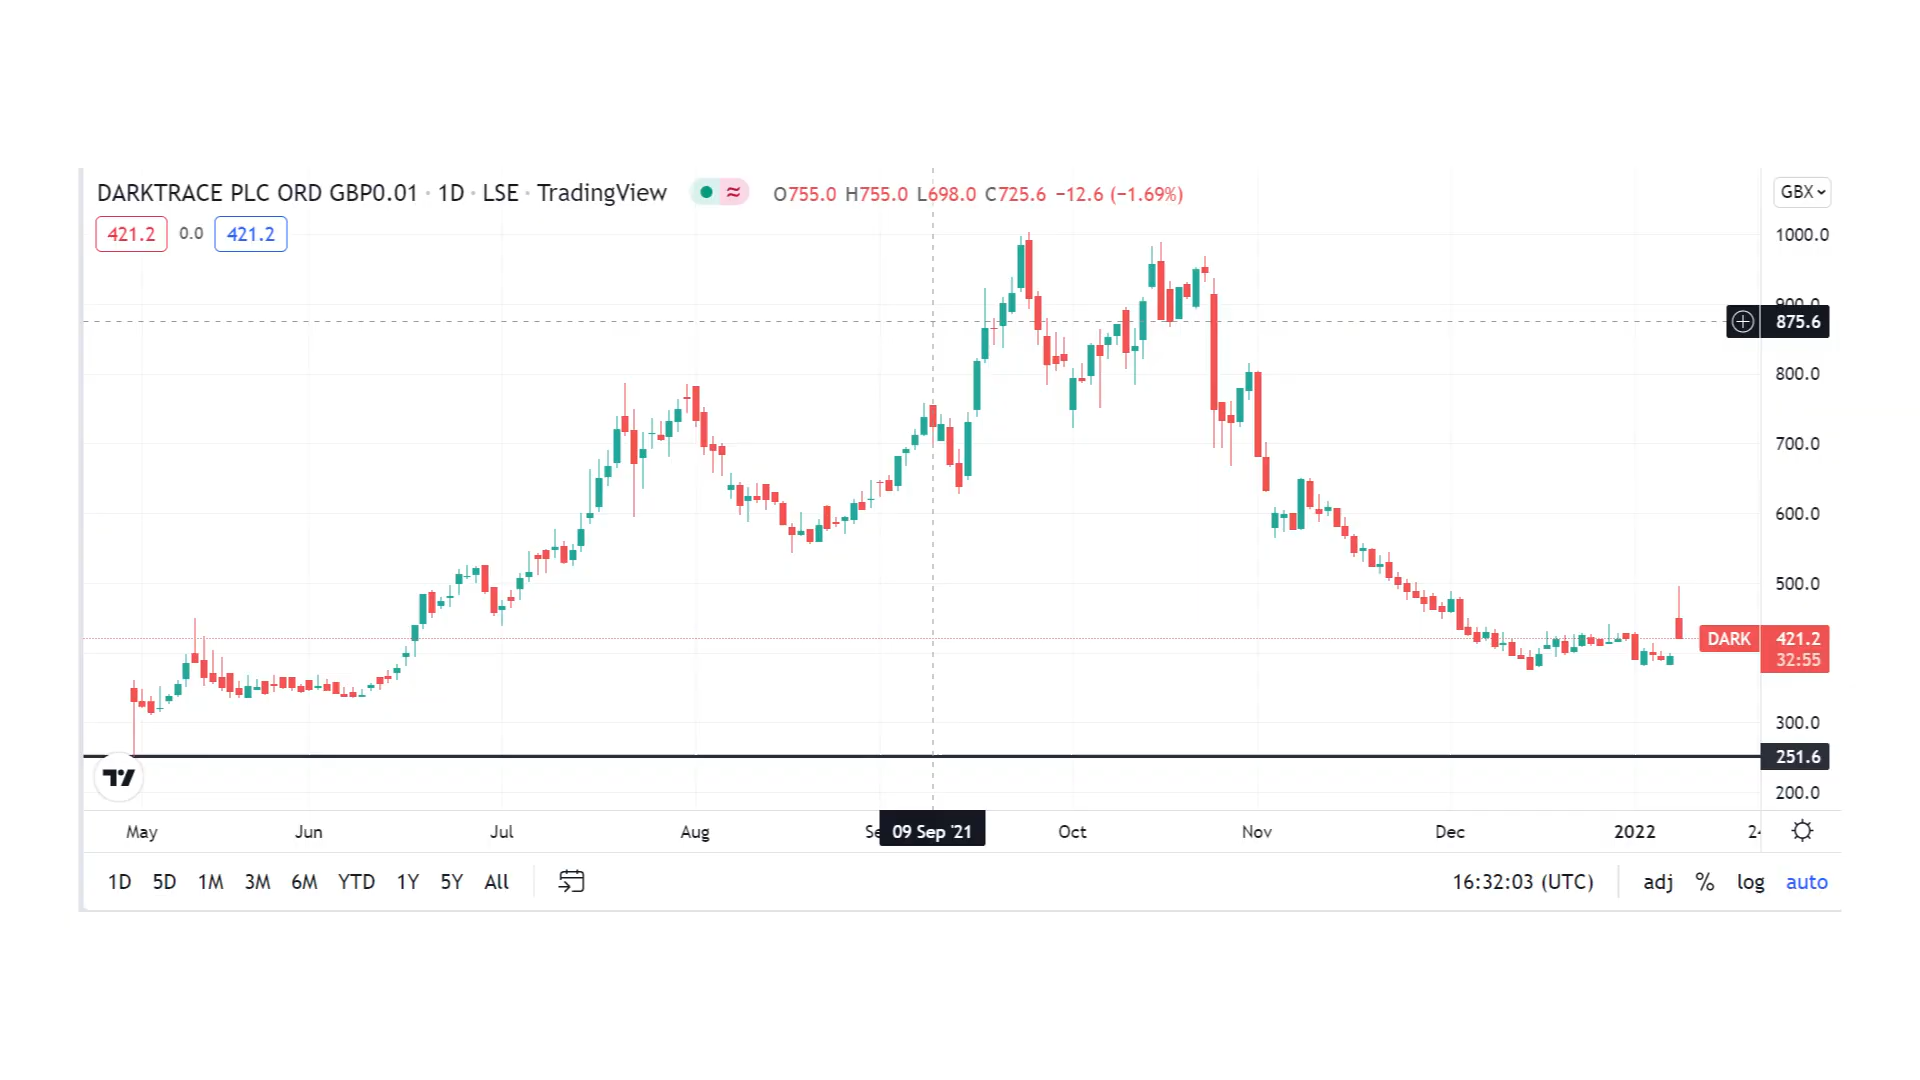 DARKTRACE PLC ORD GBP0.01 · 1D · LSE · TradingView O755.0 H755.0 L698.0 C725.6 −12.6 (−1.69%) GBX
421.2 0.0 421.2
1000.0
900.0
875.6
800.0
700.0
600.0
500.0
DARK 421.2
32:55
300.0
251.6
200.0
May Jun Jul Aug Se 09 Sep '21 Oct Nov Dec 2022 24
1D 5D 1M 3M 6M YTD 1Y 5Y All 16:32:03 (UTC) adj % log auto